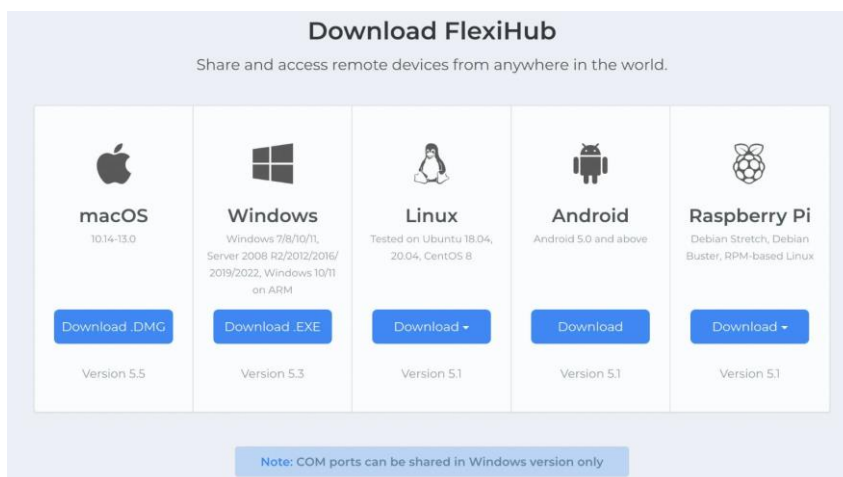 Download FlexiHub
Share and access remote devices from anywhere in the world.
macOS
10.14-13.0
Download .DMG
Version 5.5
Windows
Windows 7/8/10/11,
Server 2008 R2/2012/2016/
2019/2022, Windows 10/11
on ARM
Download .EXE
Version 5.3
Linux
Tested on Ubuntu 18.04,
20.04, CentOS 8
Download
Version 5.1
Android
Android 5.0 and above
Download
Version 5.1
Raspberry Pi
Debian Stretch, Debian
Buster, RPM-based Linux
Download
Version 5.1
Note: COM ports can be shared in Windows version only